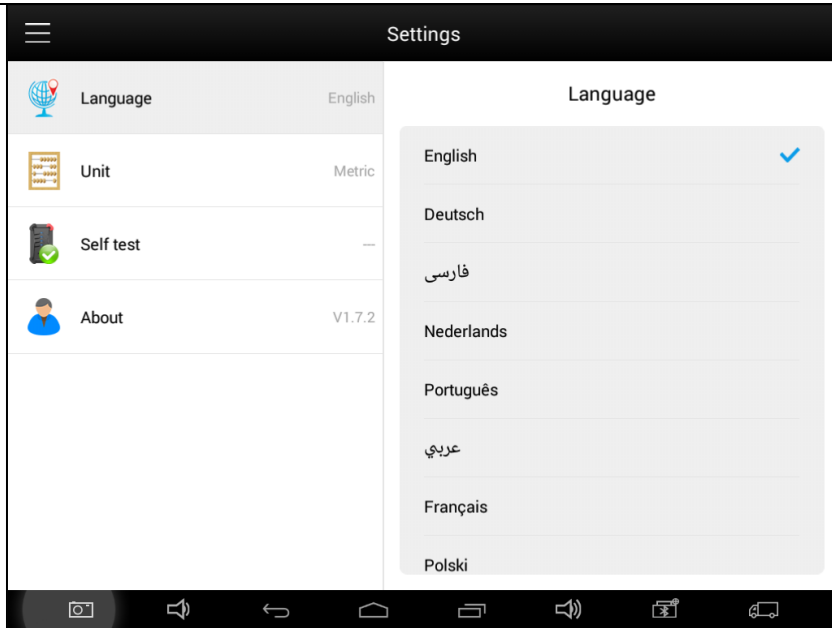 Settings
Language English
Unit Metric
Self test ---
About V1.7.2
Language
English
Deutsch
فارسی
Nederlands
Português
عربي
Français
Polski